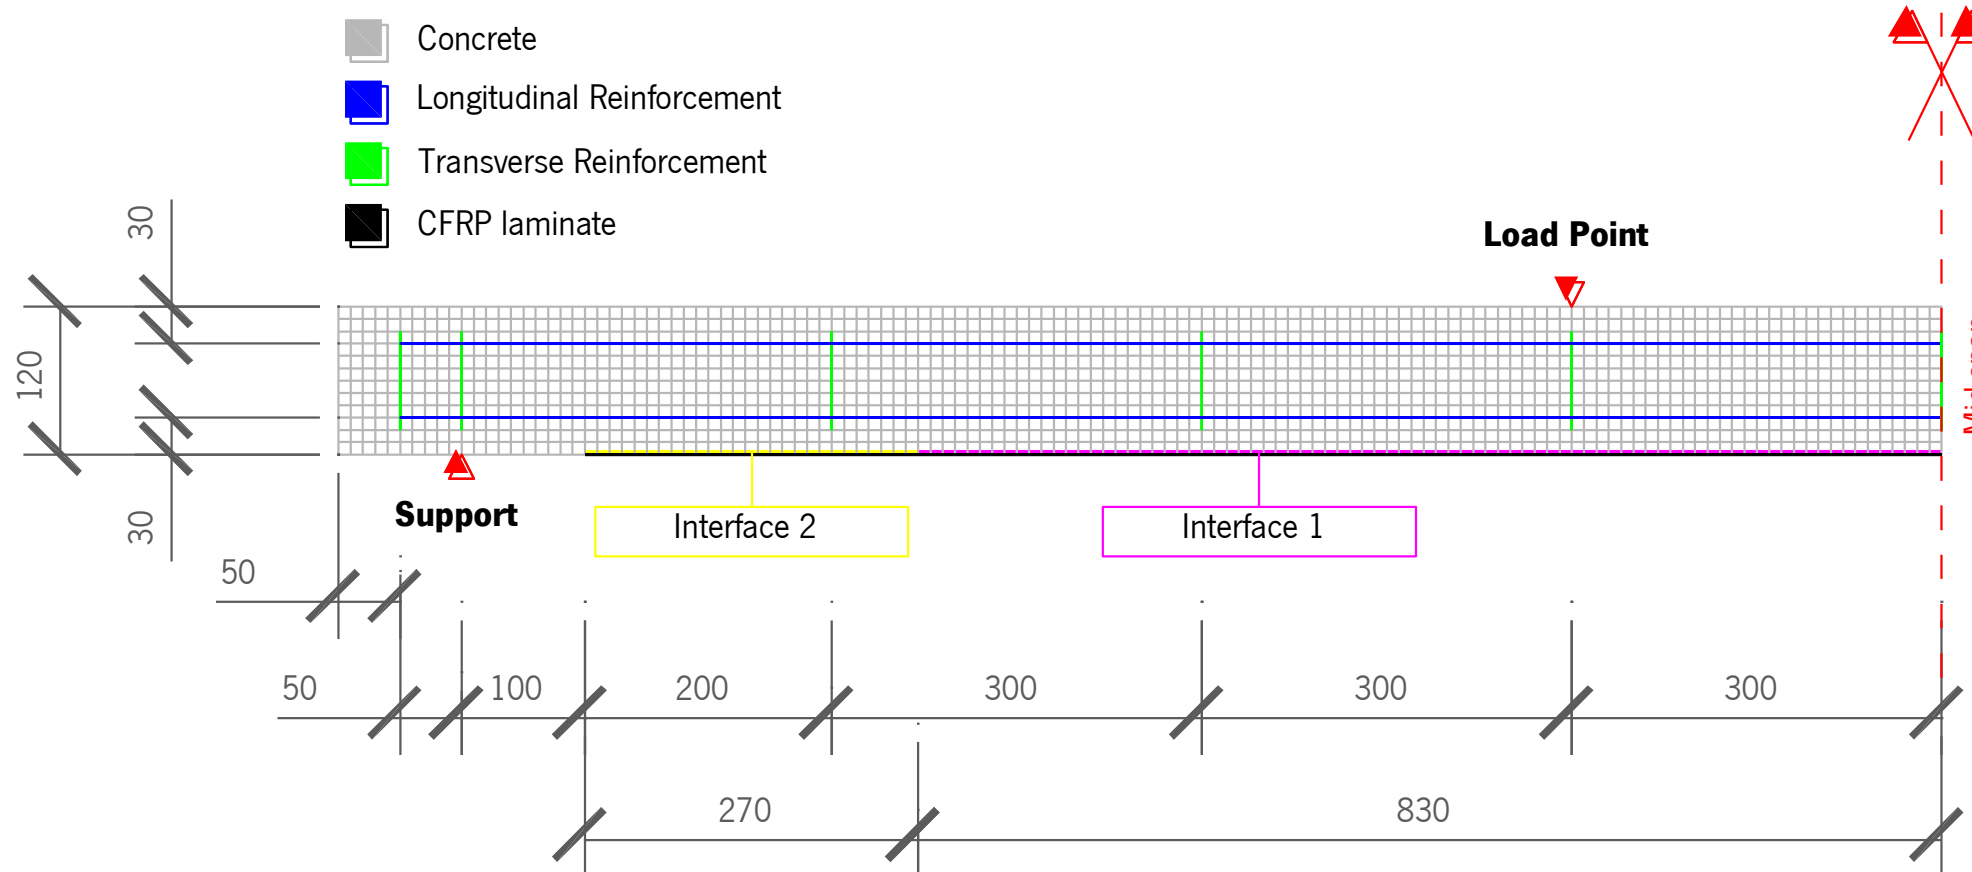 Concrete
Longitudinal Reinforcement
Transverse Reinforcement
CFRP laminate
30
Load Point
120
Support
Interface 2
Interface 1
30
50
50
100
200
300
300
300
270
830